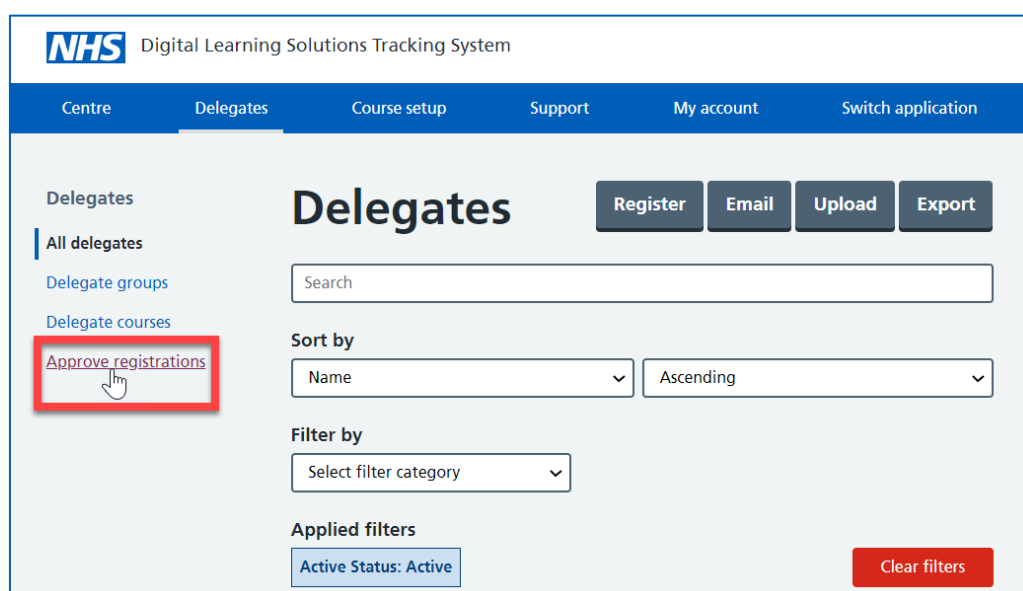 NHS Digital Learning Solutions Tracking System
Centre Delegates Course setup Support My account Switch application
Delegates
All delegates
Delegate groups
Delegate courses
Approve registrations
Delegates
Register Email Upload Export
Search
Sort by
Name Ascending
Filter by
Select filter category
Applied filters
Active Status: Active
Clear filters